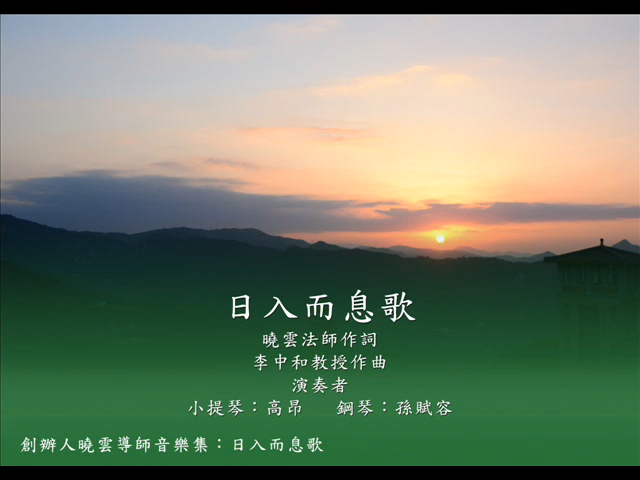 日入而息歌
曉雲法師作詞
李中和教授作曲
演奏者
小提琴：高昂　鋼琴：孫賦容
創辦人曉雲導師音樂集：日入而息歌